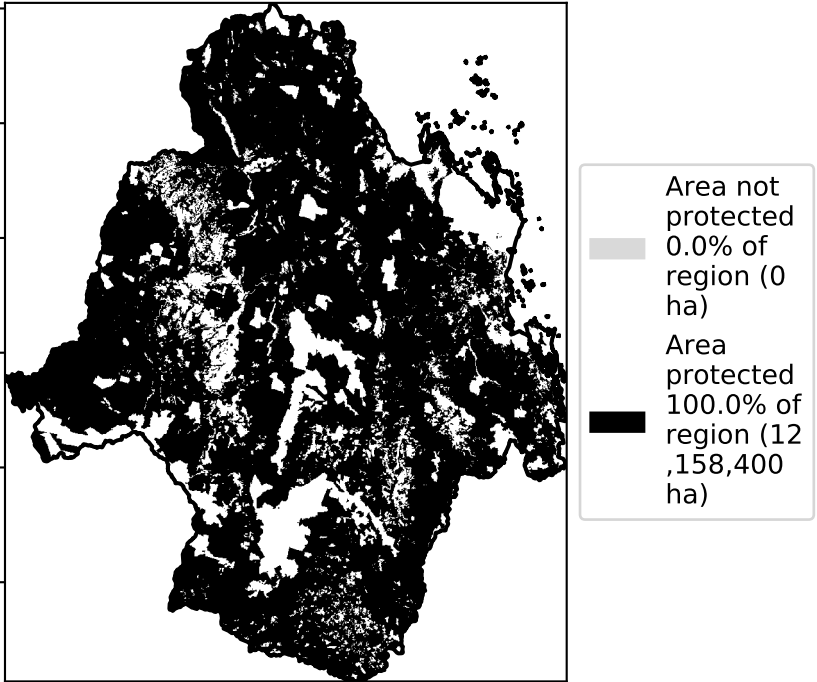 Area not
protected
0.0% of
region (0
ha)
Area
protected
100.0% of
region (12
,158,400
ha)